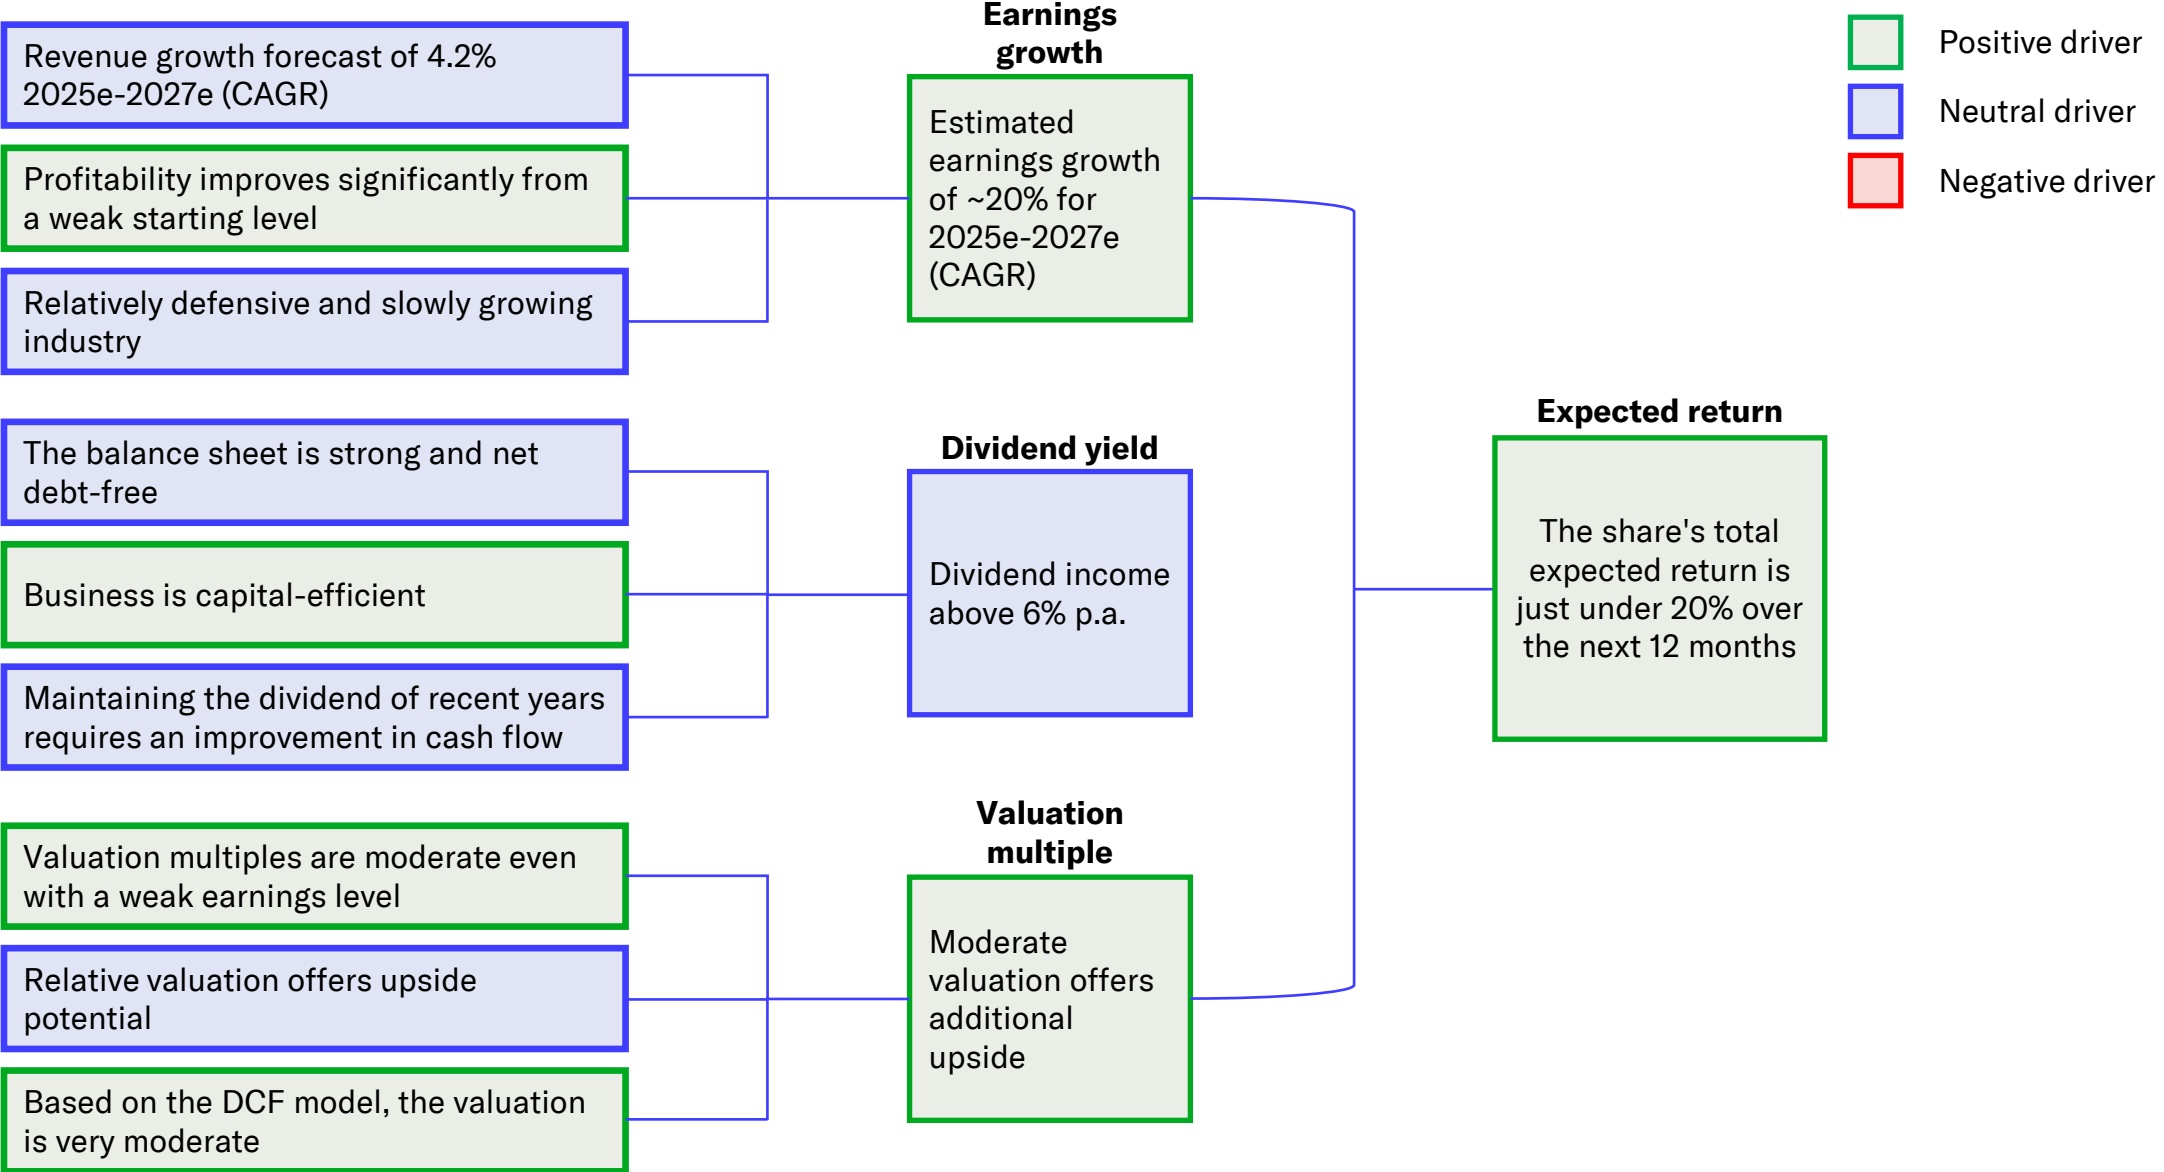 Revenue growth forecast of 4.2%
2025e-2027e (CAGR)
Profitability improves significantly from
a weak starting level
Relatively defensive and slowly growing
industry
Earnings
growth
Estimated
earnings growth
of ~20% for
2025e-2027e
(CAGR)
The balance sheet is strong and net
debt-free
Business is capital-efficient
Maintaining the dividend of recent years
requires an improvement in cash flow
Dividend yield
Dividend income
above 6% p.a.
Valuation multiples are moderate even
with a weak earnings level
Relative valuation offers upside
potential
Based on the DCF model, the valuation
is very moderate
Valuation
multiple
Moderate
valuation offers
additional
upside
Expected return
The share's total
expected return is
just under 20% over
the next 12 months
Positive driver
Neutral driver
Negative driver